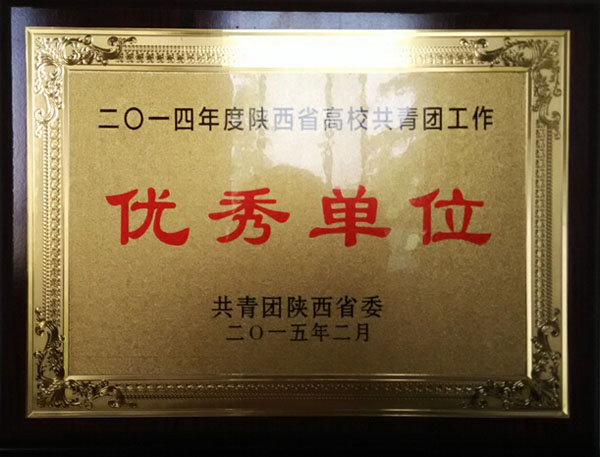 二〇一四年度陕西省高校共青团工作
优秀单位
共青团陕西省委
二〇一五年二月